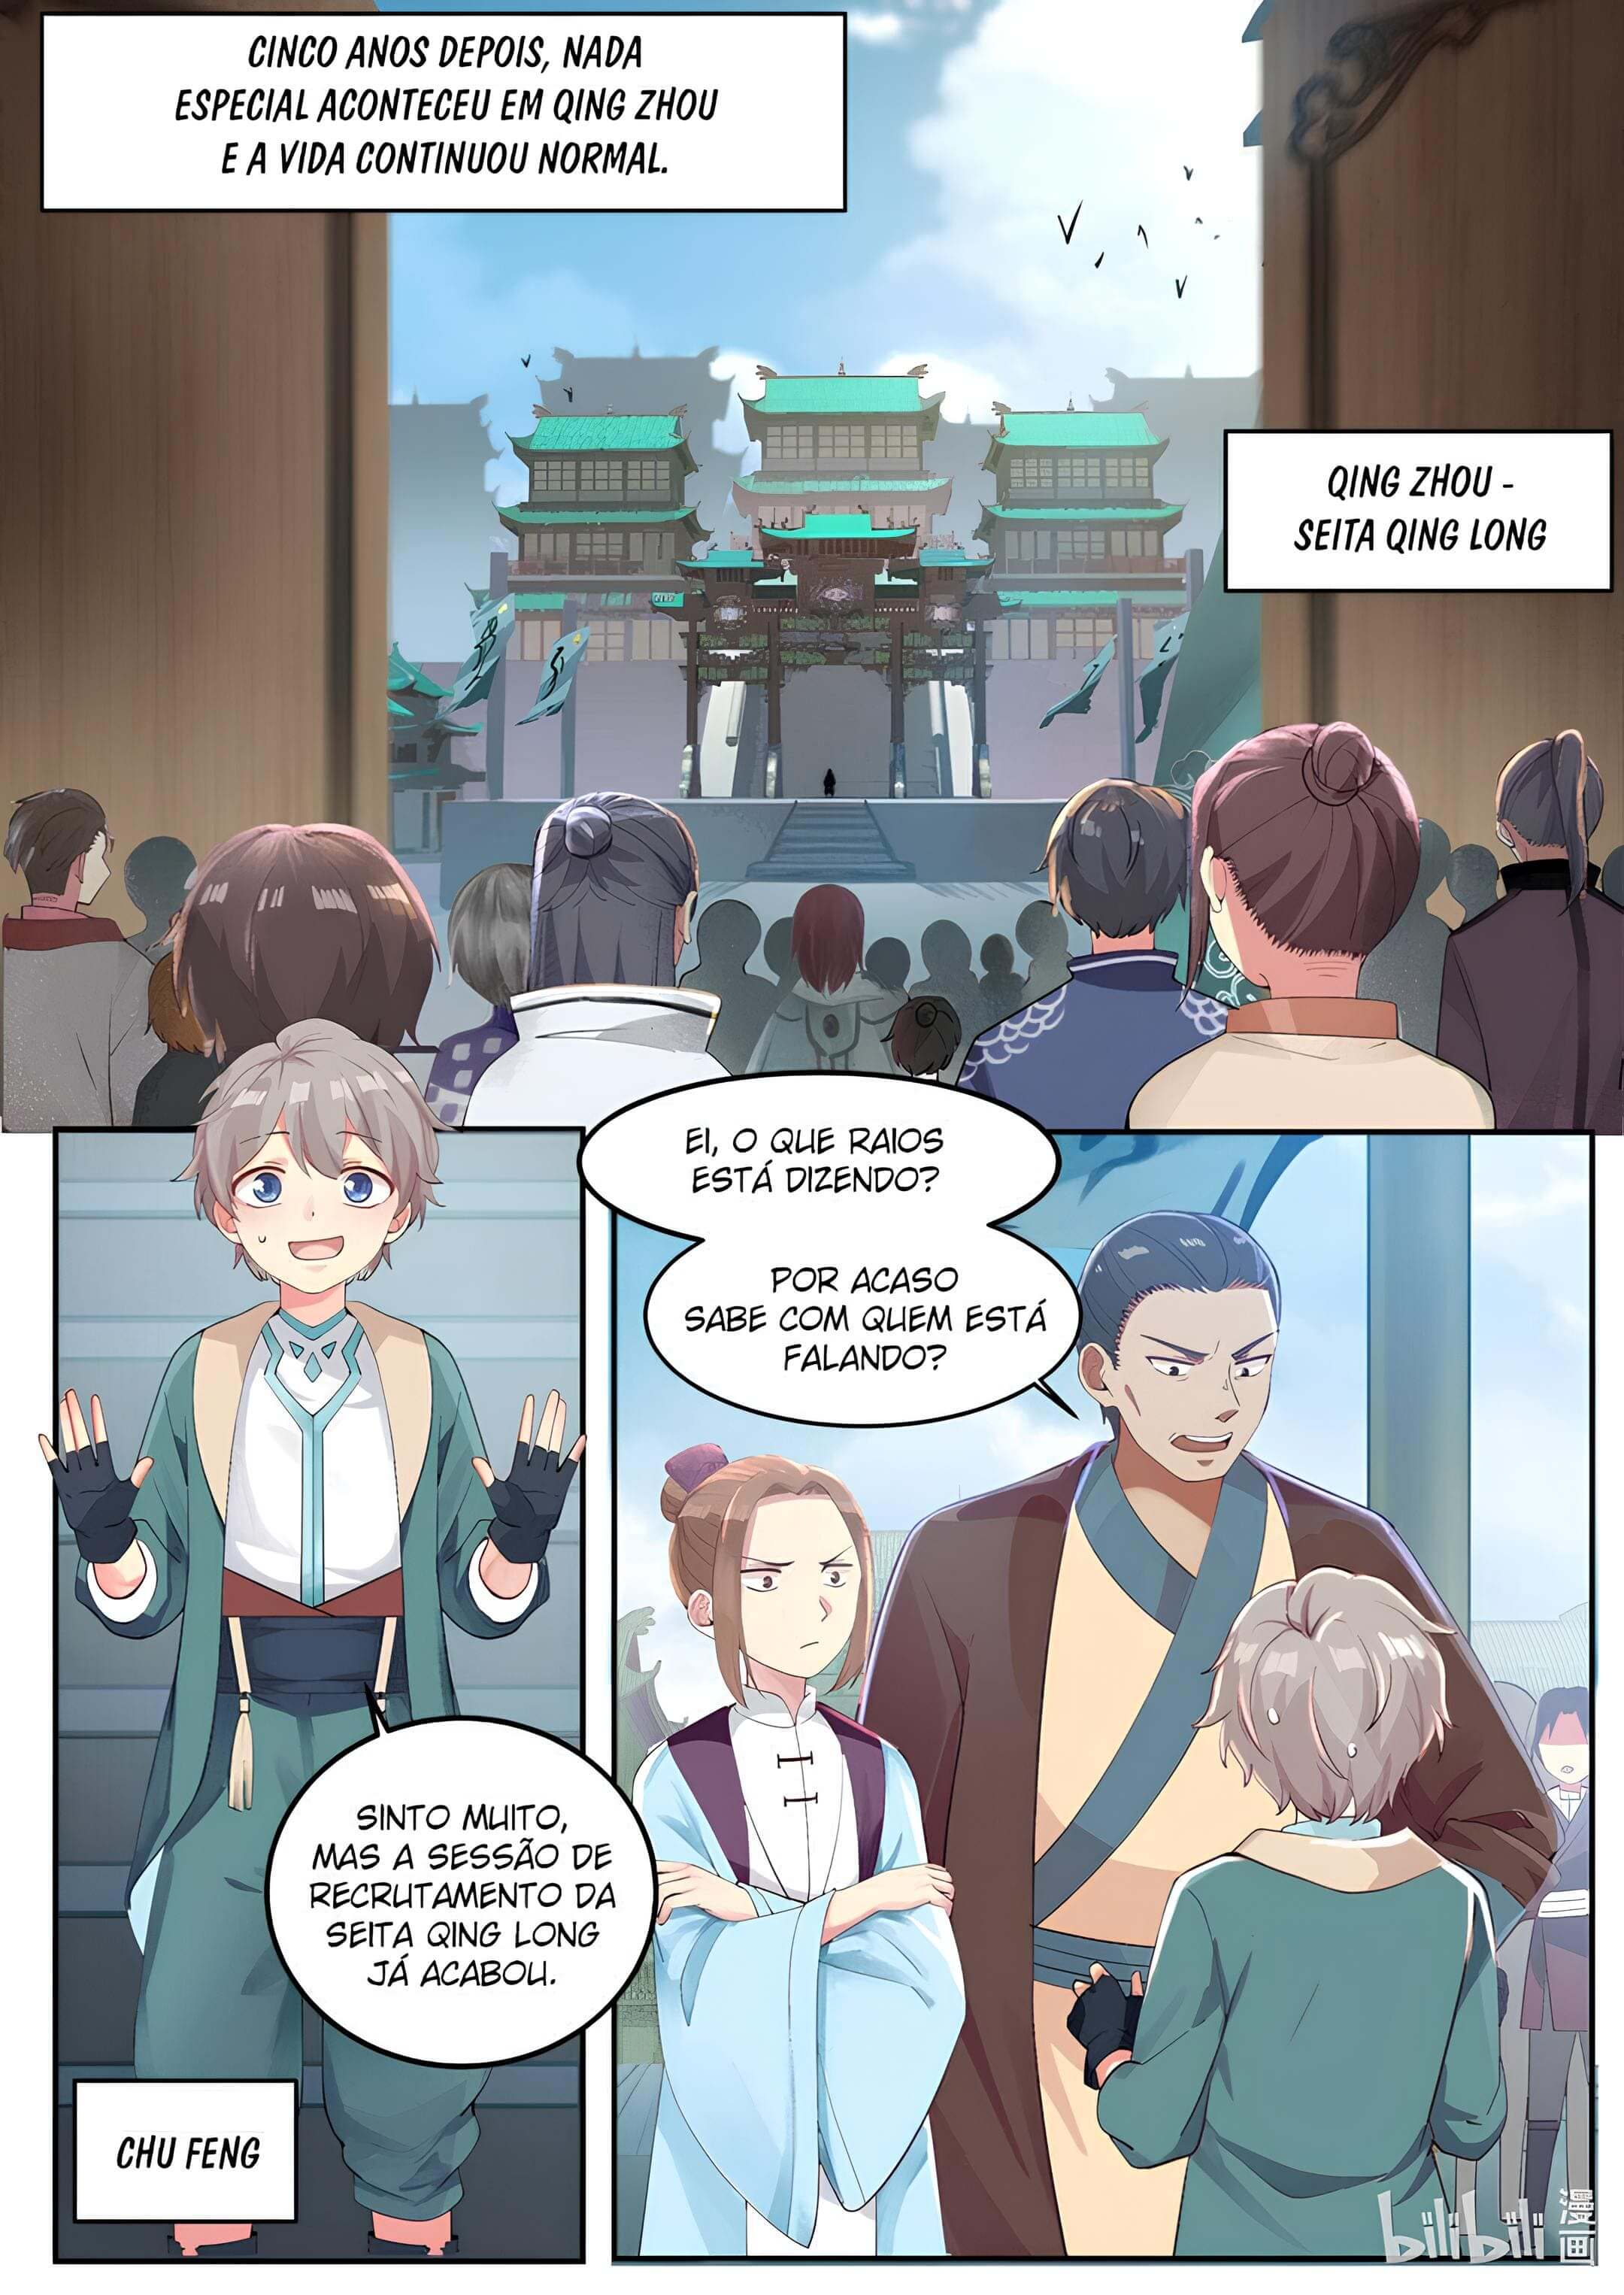 CINCO ANOS DEPOIS, NADA
ESPECIAL ACONTECEU EM QING ZHOU
E A VIDA CONTINUOU NORMAL.
QING ZHOU -
SEITA QING LONG
SINTO MUITO,
MAS A SESSÃO DE
RECRUTAMENTO DA
SEITA QING LONG
JÁ ACABOU.
CHU FENG
EI, O QUE RAIOS
ESTÁ DIZENDO?
POR ACASO
SABE COM QUEM ESTÁ
FALANDO?
bilibili
漫画